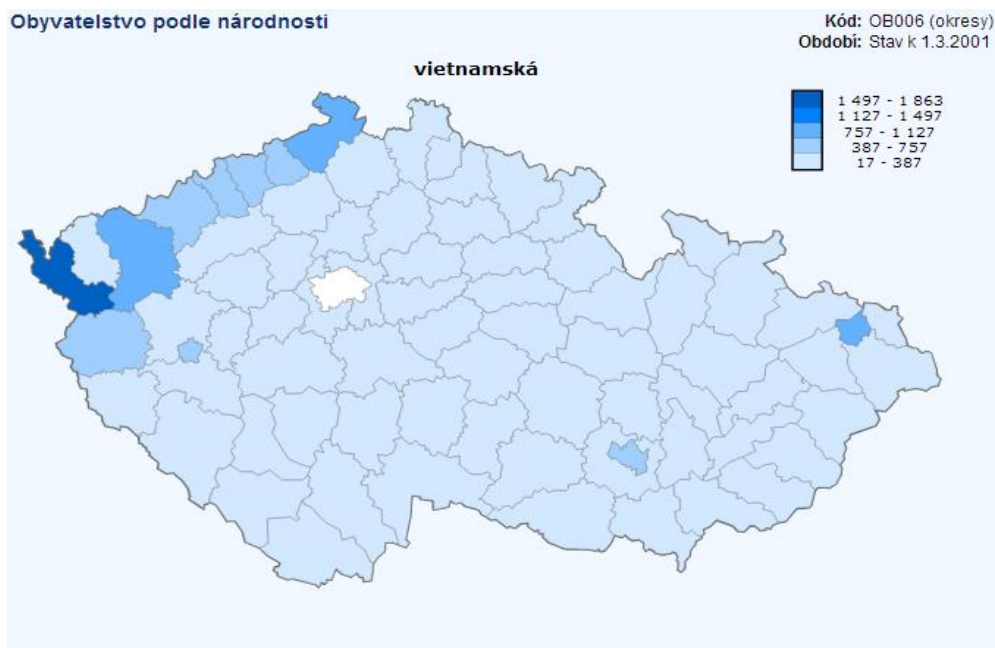 Obyvatelstvo podle národnosti
Kód: OB006 (okresy)
Období: Stav k 1.3.2001
vietnamská
1 497 - 1 863
1 127 - 1 497
757 - 1 127
387 - 757
17 - 387